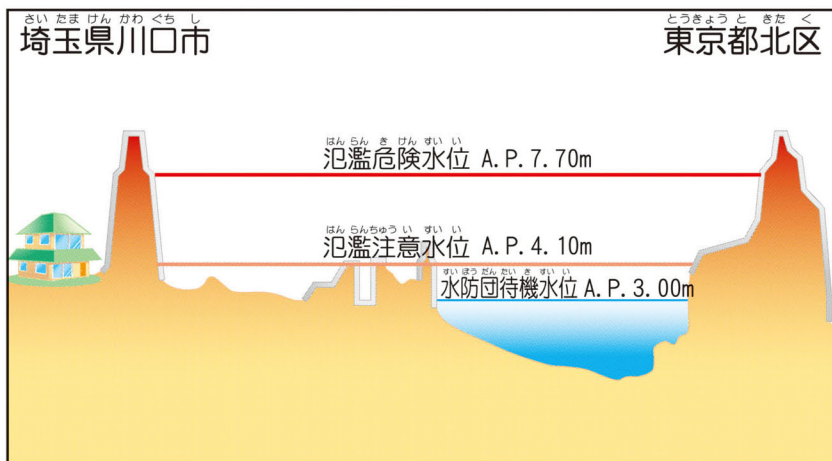 さいたまけんかわぐちし
埼玉県川口市
とうきょうときたく
東京都北区
はんらんきけんすいい
氾濫危険水位 A.P.7.70m
はんらんちゅういすいい
氾濫注意水位 A.P.4.10m
すいぼうだんたいきすいい
水防団待機水位 A.P.3.00m